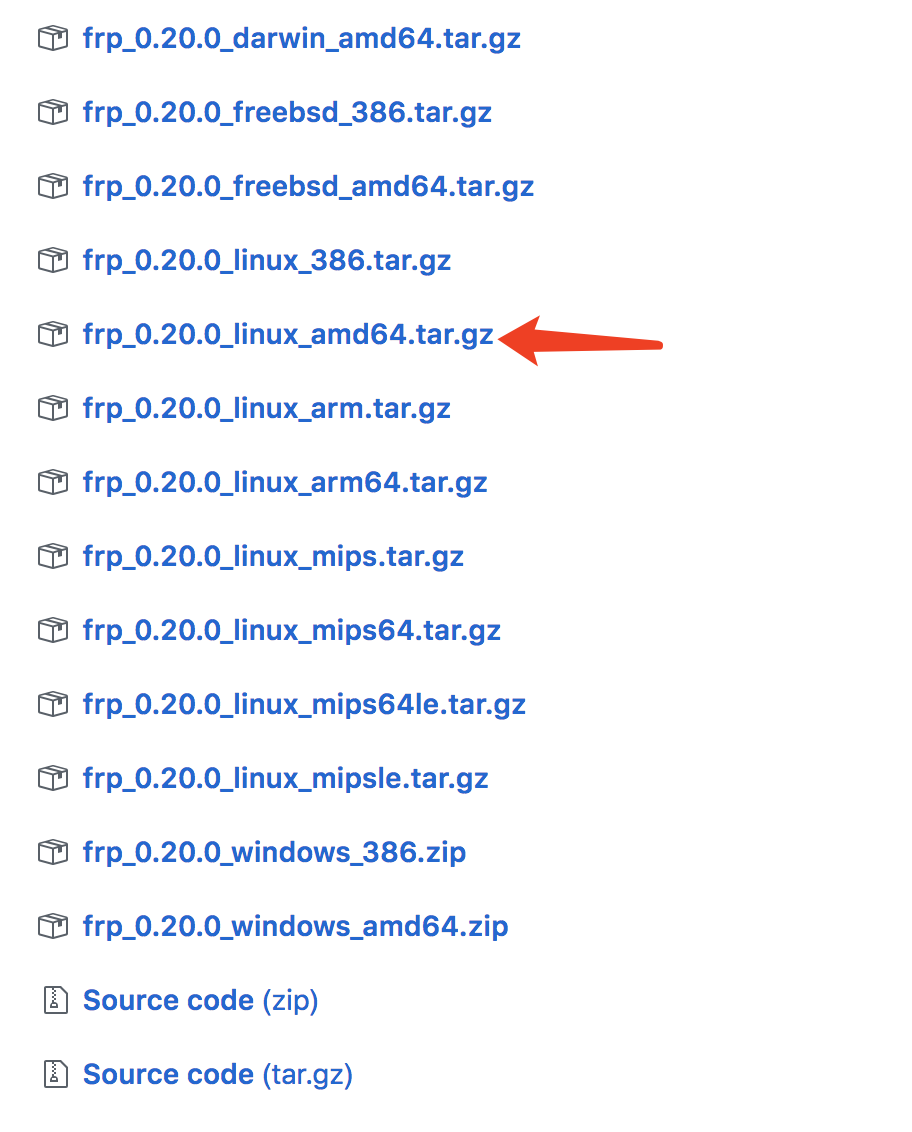 frp_0.20.0_darwin_amd64.tar.gz
frp_0.20.0_freebsd_386.tar.gz
frp_0.20.0_freebsd_amd64.tar.gz
frp_0.20.0_linux_386.tar.gz
frp_0.20.0_linux_amd64.tar.gz
frp_0.20.0_linux_arm.tar.gz
frp_0.20.0_linux_arm64.tar.gz
frp_0.20.0_linux_mips.tar.gz
frp_0.20.0_linux_mips64.tar.gz
frp_0.20.0_linux_mips64le.tar.gz
frp_0.20.0_linux_mipsle.tar.gz
frp_0.20.0_windows_386.zip
frp_0.20.0_windows_amd64.zip
Source code (zip)
Source code (tar.gz)